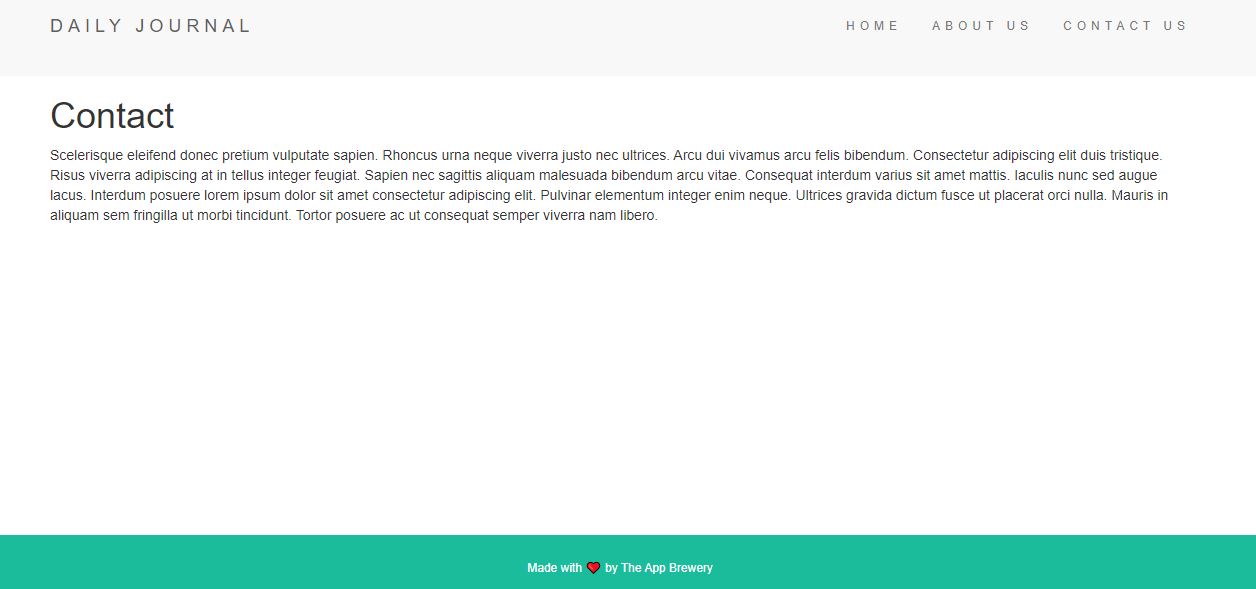 DAILY JOURNAL
HOME ABOUT US CONTACT US
Contact
Scelerisque eleifend donec pretium vulputate sapien. Rhoncus urna neque viverra justo nec ultrices. Arcu dui vivamus arcu felis bibendum. Consectetur adipiscing elit duis tristique.
Risus viverra adipiscing at in tellus integer feugiat. Sapien nec sagittis aliquam malesuada bibendum arcu vitae. Consequat interdum varius sit amet mattis. Iaculis nunc sed augue
lacus. Interdum posuere lorem ipsum dolor sit amet consectetur adipiscing elit. Pulvinar elementum integer enim neque. Ultrices gravida dictum fusce ut placerat orci nulla. Mauris in
aliquam sem fringilla ut morbi tincidunt. Tortor posuere ac ut consequat semper viverra nam libero.
Made with ❤ by The App Brewery